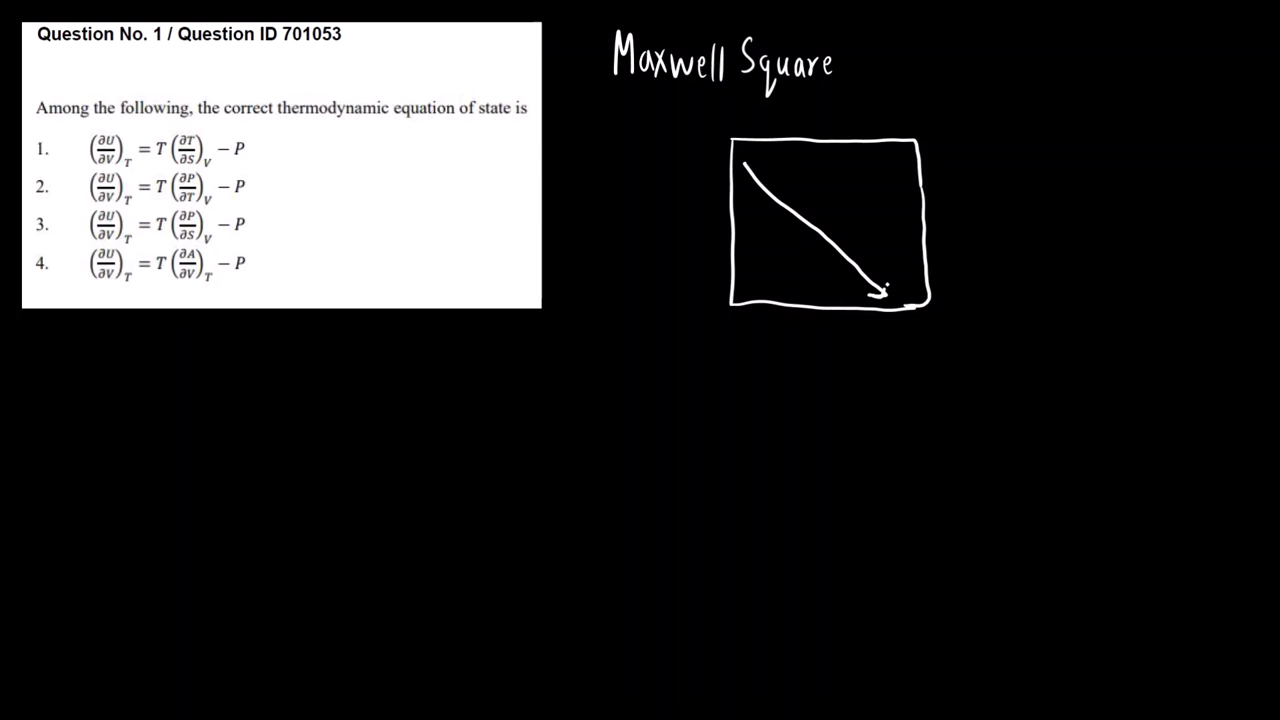 Question No. 1 / Question ID 701053
Maxwell Square
Among the following, the correct thermodynamic equation of state is
1. (∂U/∂V)_T = T (∂T/∂S)_V − P
2. (∂U/∂V)_T = T (∂P/∂T)_V − P
3. (∂U/∂V)_T = T (∂P/∂S)_V − P
4. (∂U/∂V)_T = T (∂A/∂V)_T − P